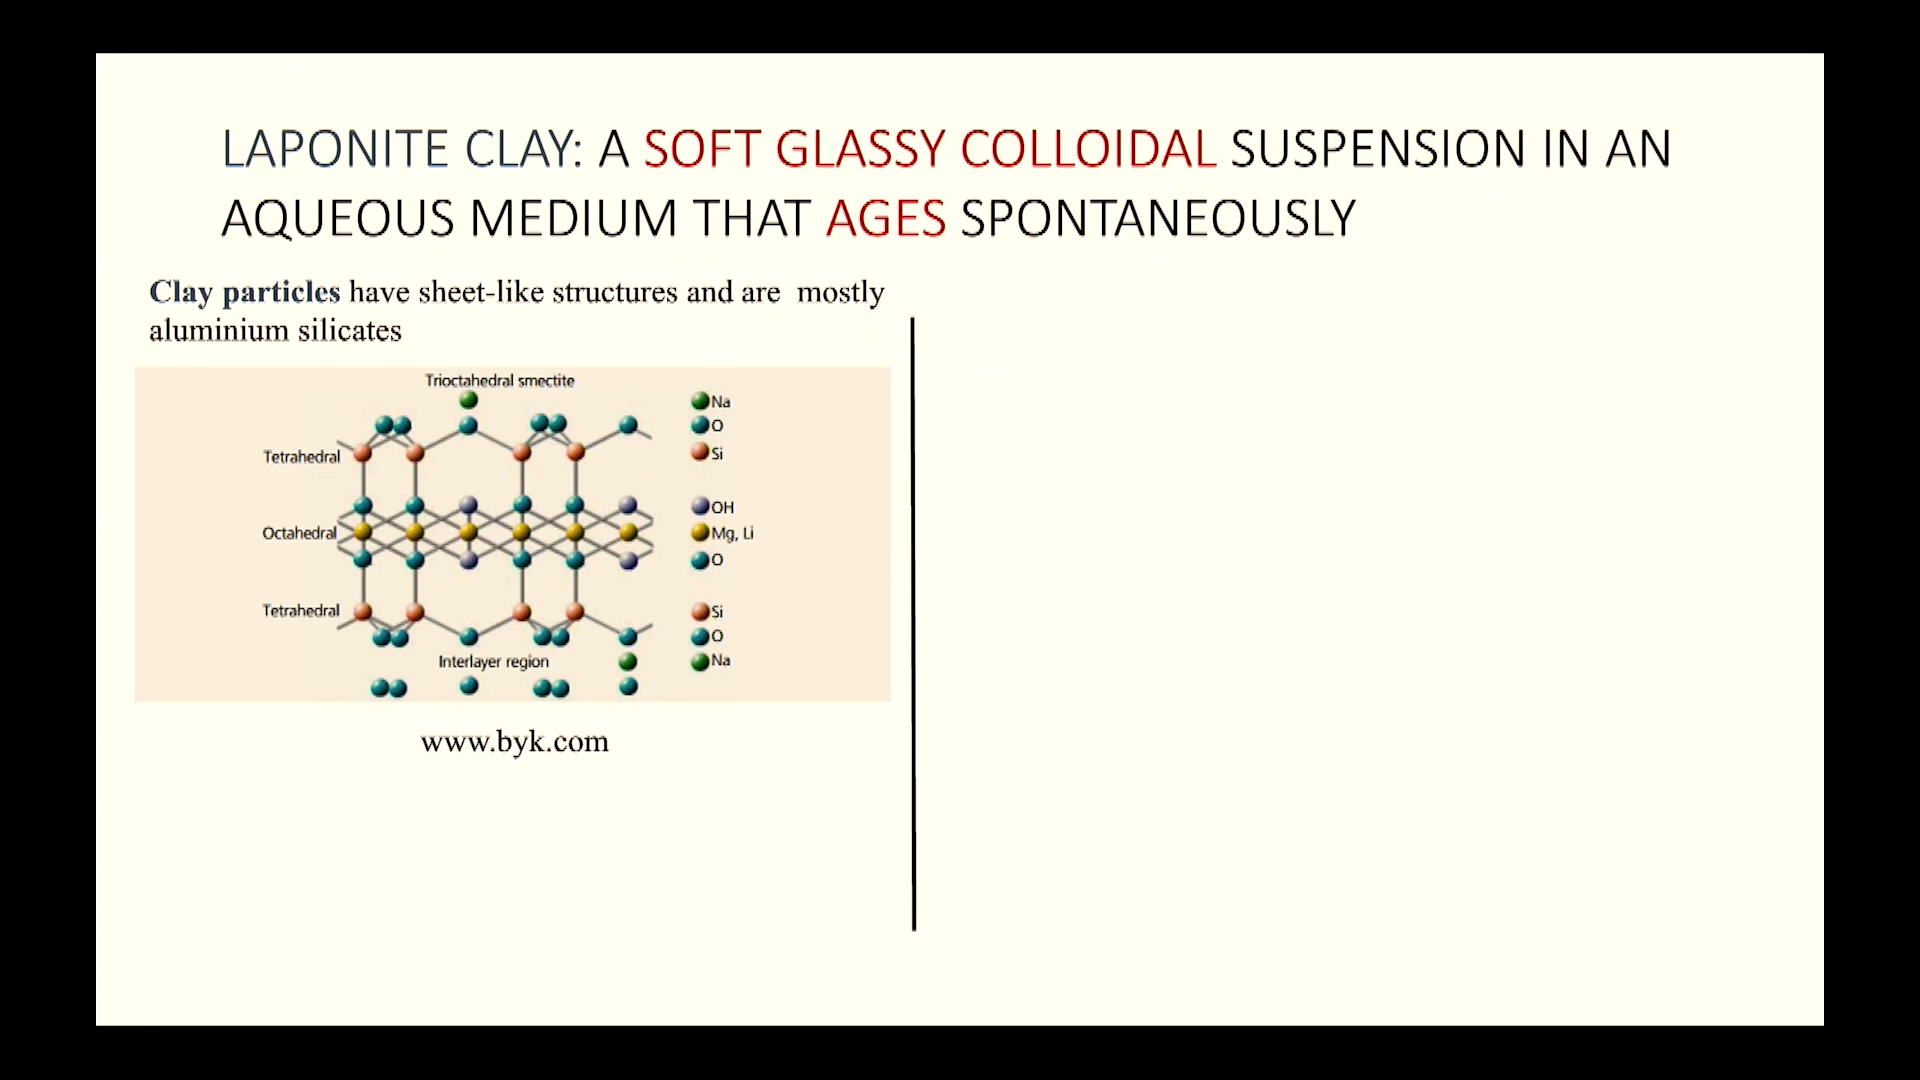 LAPONITE CLAY: A SOFT GLASSY COLLOIDAL SUSPENSION IN AN
AQUEOUS MEDIUM THAT AGES SPONTANEOUSLY
Clay particles have sheet-like structures and are mostly
aluminium silicates
Trioctahedral smectite
Na
O
Tetrahedral
Si
OH
Octahedral
Mg, Li
O
Tetrahedral
Si
O
Interlayer region
Na
www.byk.com